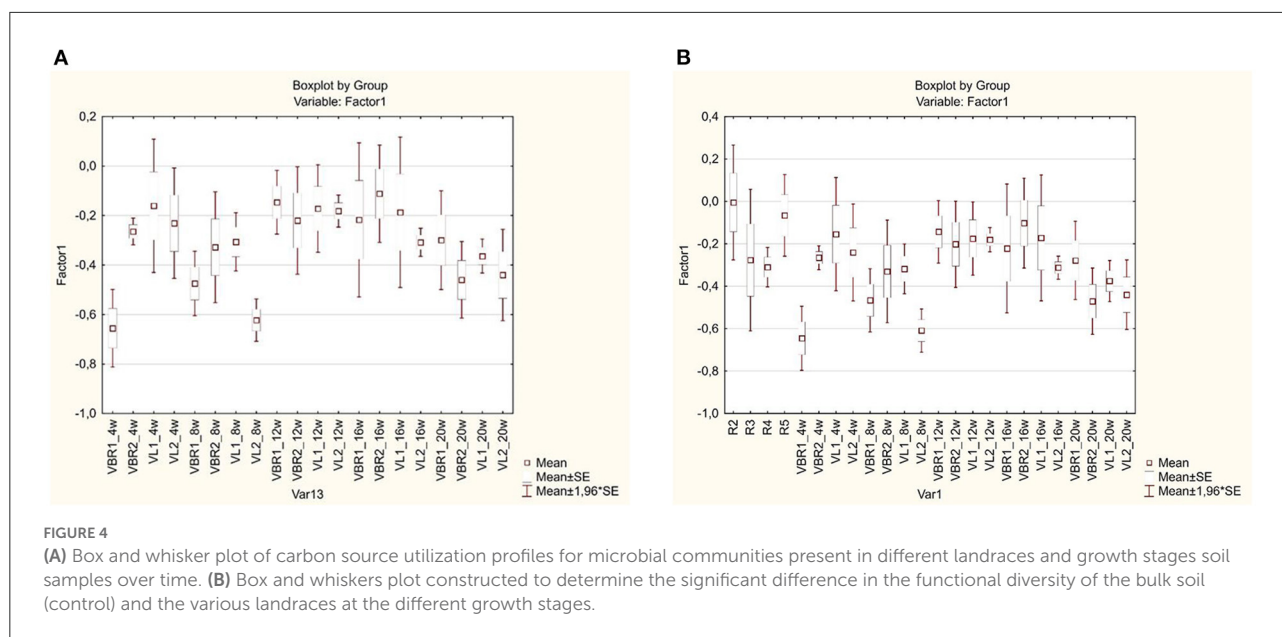 A
Boxplot by Group
Variable: Factor1
0,2
0,0
-0,2
-0,4
-0,6
-0,8
-1,0
Factor1
VBR1_4w
VBR2_4w
VL1_4w
VL2_4w
VBR1_8w
VBR2_8w
VL1_8w
VL2_8w
VBR1_12w
VBR2_12w
VL1_12w
VL2_12w
VBR1_16w
VBR2_16w
VL1_16w
VL2_16w
VBR1_20w
VBR2_20w
VL1_20w
VL2_20w
Var13
Mean
Mean±SE
Mean±1,96*SE
B
Boxplot by Group
Variable: Factor1
0,4
0,2
0,0
-0,2
-0,4
-0,6
-0,8
-1,0
Factor1
R2
R3
R4
R5
VBR1_4w
VBR2_4w
VL1_4w
VL2_4w
VBR1_8w
VBR2_8w
VL1_8w
VL2_8w
VBR1_12w
VBR2_12w
VL1_12w
VL2_12w
VBR1_16w
VBR2_16w
VL1_16w
VL2_16w
VBR1_20w
VBR2_20w
VL1_20w
VL2_20w
Var1
Mean
Mean±SE
Mean±1,96*SE
FIGURE 4
(A) Box and whisker plot of carbon source utilization profiles for microbial communities present in different landraces and growth stages soil
samples over time. (B) Box and whiskers plot constructed to determine the significant difference in the functional diversity of the bulk soil
(control) and the various landraces at the different growth stages.